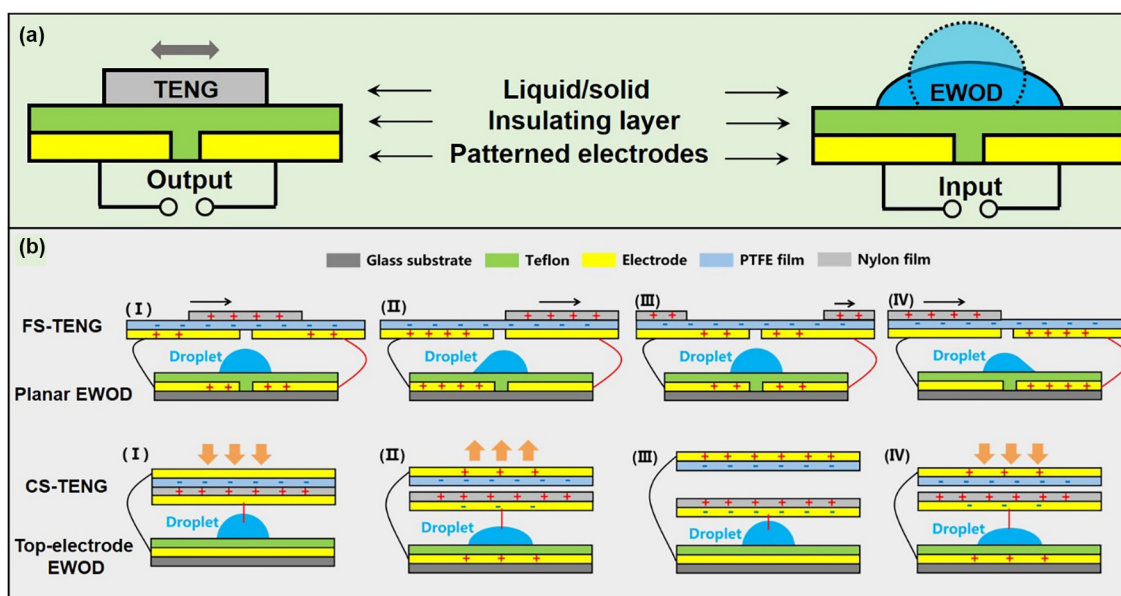 (a)
TENG
Output
Liquid/solid
Insulating layer
Patterned electrodes
EWOD
Input
(b)
Glass substrate Teflon Electrode PTFE film Nylon film
FS-TENG
(I) (II) (III) (IV)
+ + + + + + + + + + + + + +
Droplet Droplet Droplet Droplet
Planar EWOD
CS-TENG
(I) (II) (III) (IV)
Droplet Droplet Droplet Droplet
Top-electrode
EWOD